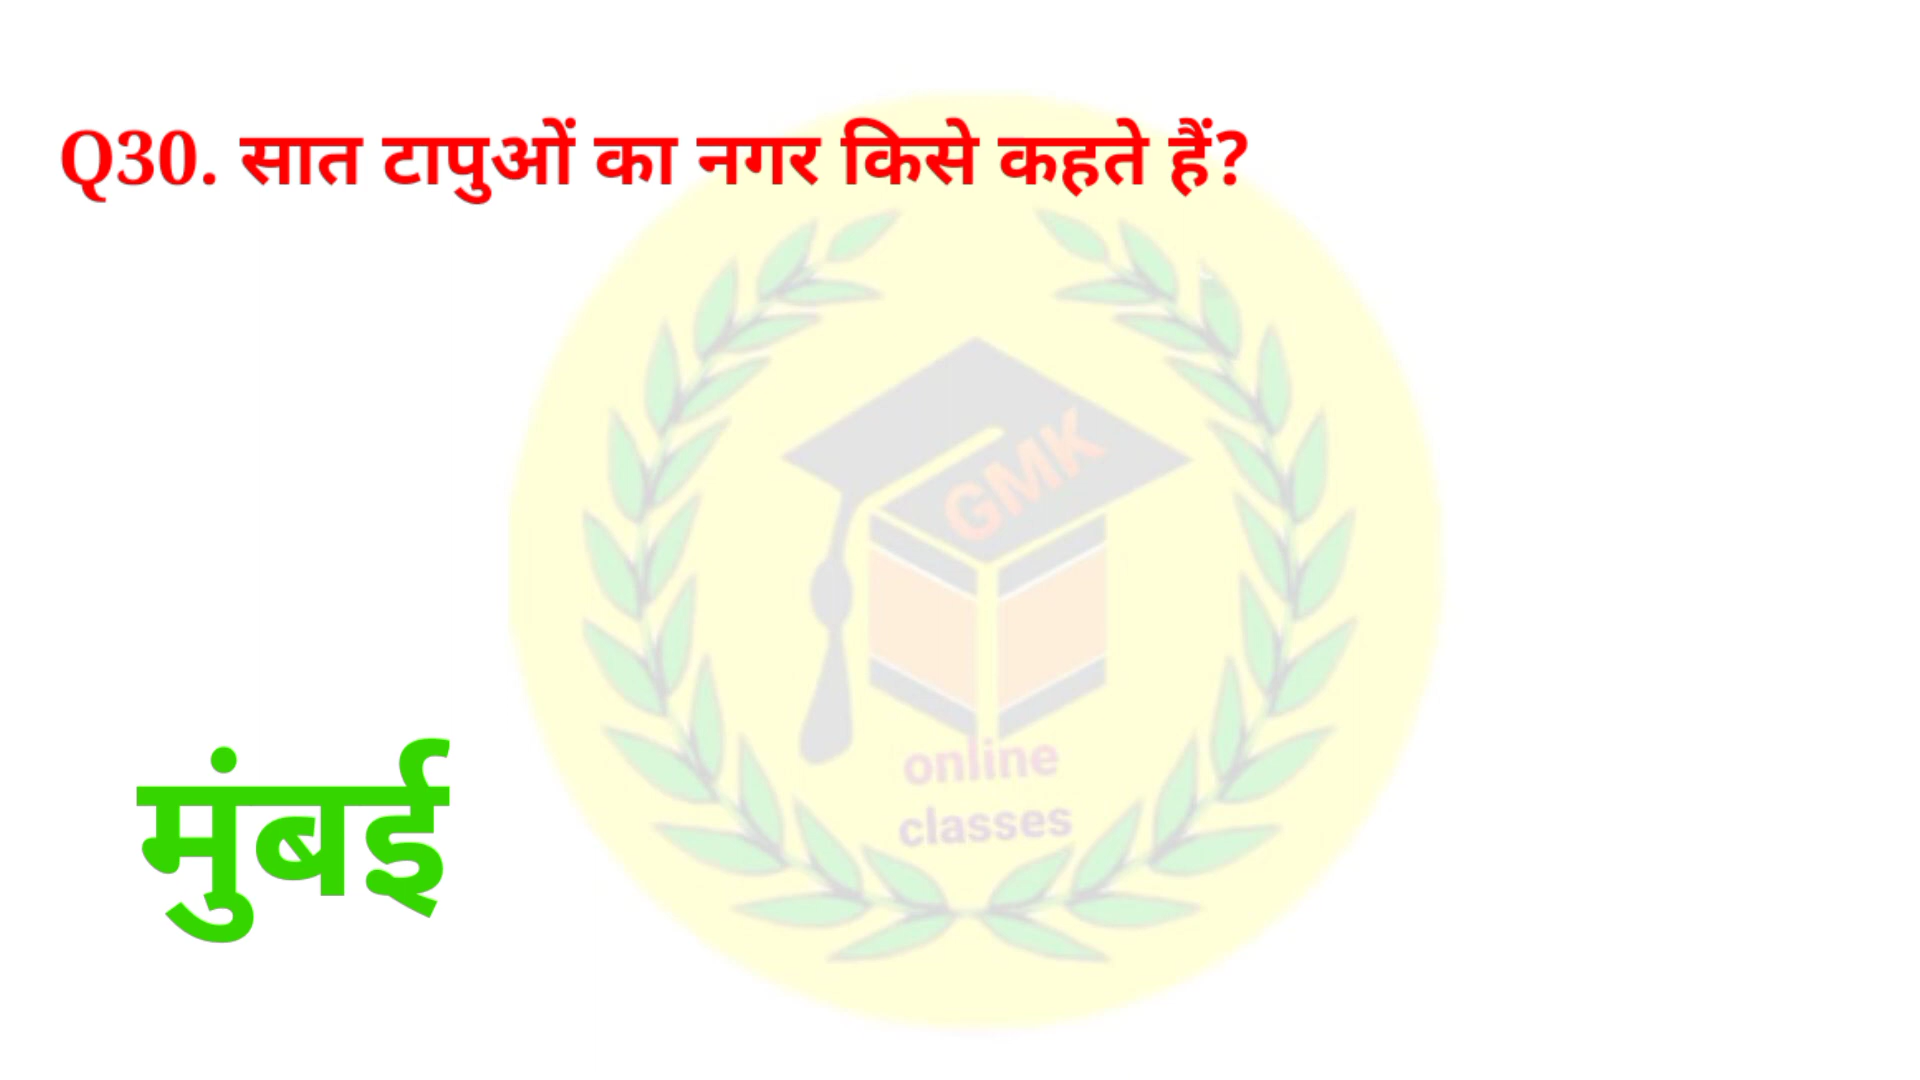 Q30. सात टापुओं का नगर किसे कहते हैं?
GMK
मुंबई
online
classes